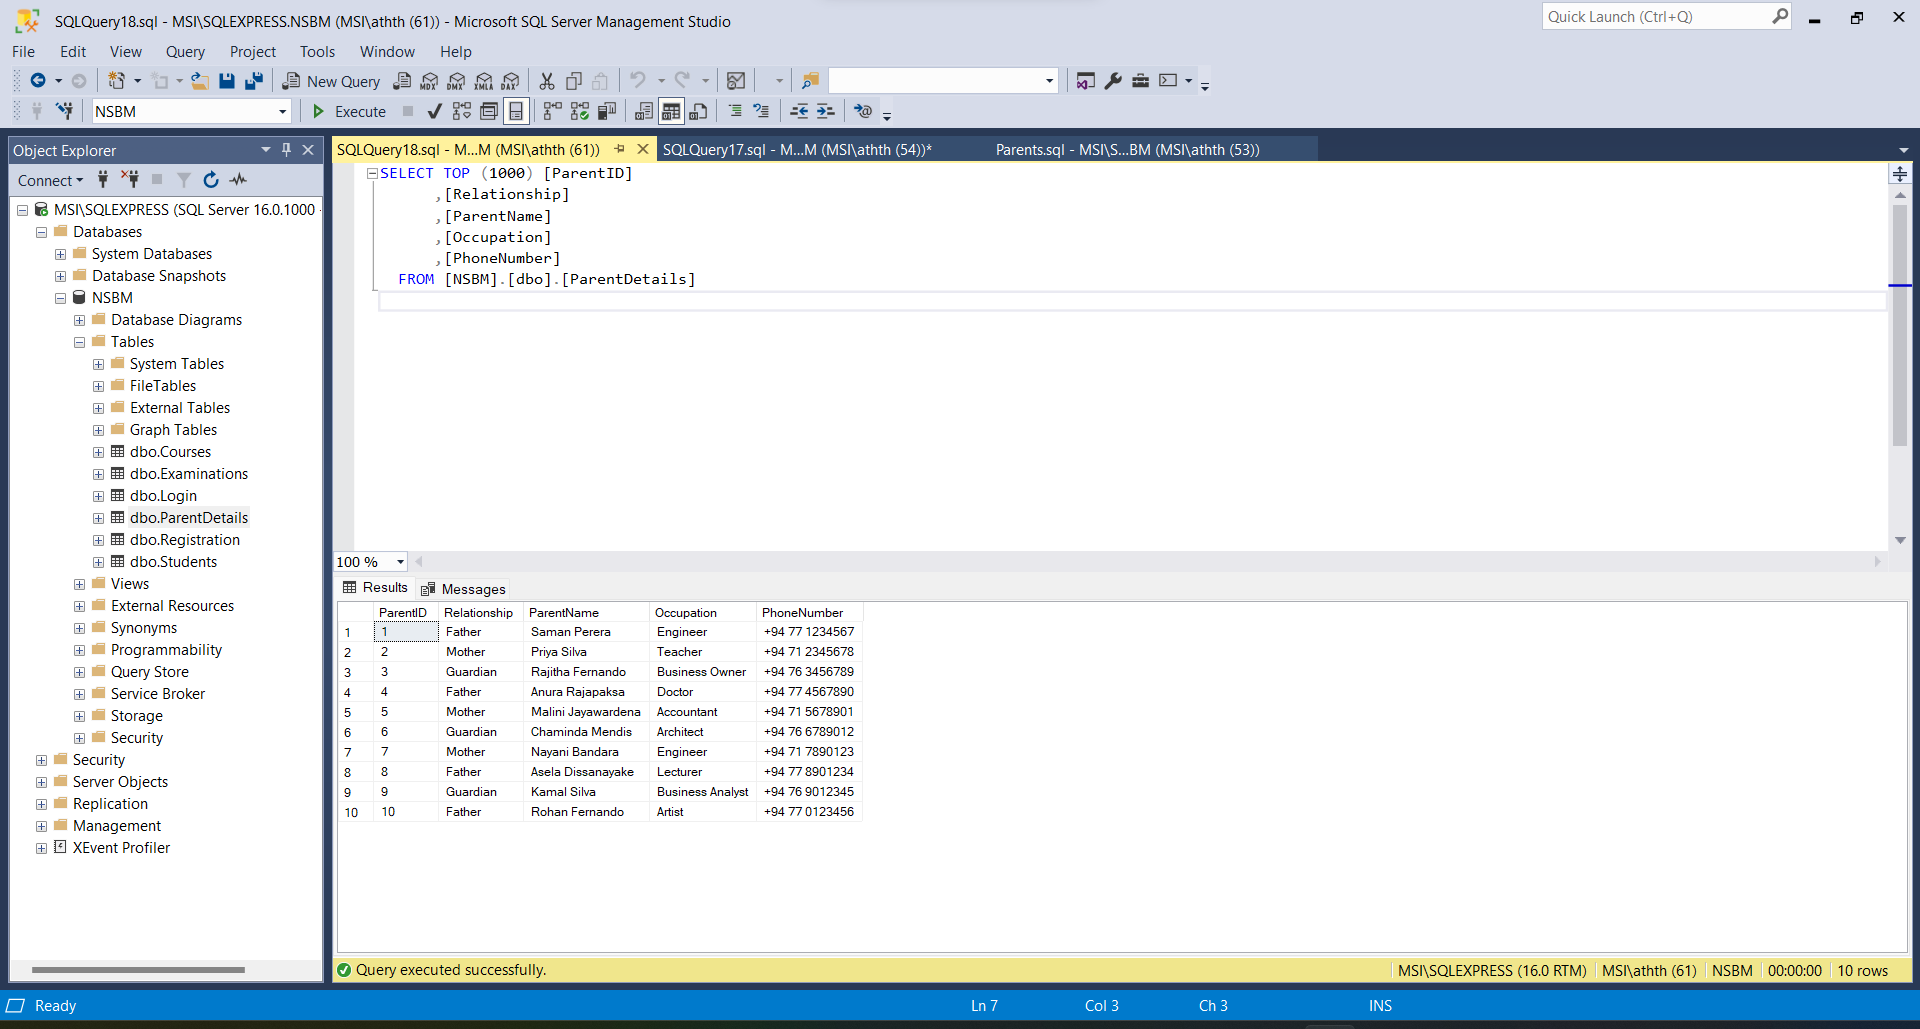 SQLQuery18.sql - MSI\SQLEXPRESS.NSBM (MSI\athth (61)) - Microsoft SQL Server Management Studio
Quick Launch (Ctrl+Q)
File Edit View Query Project Tools Window Help
New Query MDX DMX XMLA DAX
NSBM Execute
Object Explorer
Connect
MSI\SQLEXPRESS (SQL Server 16.0.1000 -
Databases
System Databases
Database Snapshots
NSBM
Database Diagrams
Tables
System Tables
FileTables
External Tables
Graph Tables
dbo.Courses
dbo.Examinations
dbo.Login
dbo.ParentDetails
dbo.Registration
dbo.Students
Views
External Resources
Synonyms
Programmability
Query Store
Service Broker
Storage
Security
Security
Server Objects
Replication
Management
XEvent Profiler
SQLQuery18.sql - M...M (MSI\athth (61)) SQLQuery17.sql - M...M (MSI\athth (54))* Parents.sql - MSI\S...BM (MSI\athth (53))
SELECT TOP (1000) [ParentID]
,[Relationship]
,[ParentName]
,[Occupation]
,[PhoneNumber]
FROM [NSBM].[dbo].[ParentDetails]
100 %
Results Messages
ParentID Relationship ParentName Occupation PhoneNumber
1 1 Father Saman Perera Engineer +94 77 1234567
2 2 Mother Priya Silva Teacher +94 71 2345678
3 3 Guardian Rajitha Fernando Business Owner +94 76 3456789
4 4 Father Anura Rajapaksa Doctor +94 77 4567890
5 5 Mother Malini Jayawardena Accountant +94 71 5678901
6 6 Guardian Chaminda Mendis Architect +94 76 6789012
7 7 Mother Nayani Bandara Engineer +94 71 7890123
8 8 Father Asela Dissanayake Lecturer +94 77 8901234
9 9 Guardian Kamal Silva Business Analyst +94 76 9012345
10 10 Father Rohan Fernando Artist +94 77 0123456
Query executed successfully. MSI\SQLEXPRESS (16.0 RTM) MSI\athth (61) NSBM 00:00:00 10 rows
Ready Ln 7 Col 3 Ch 3 INS